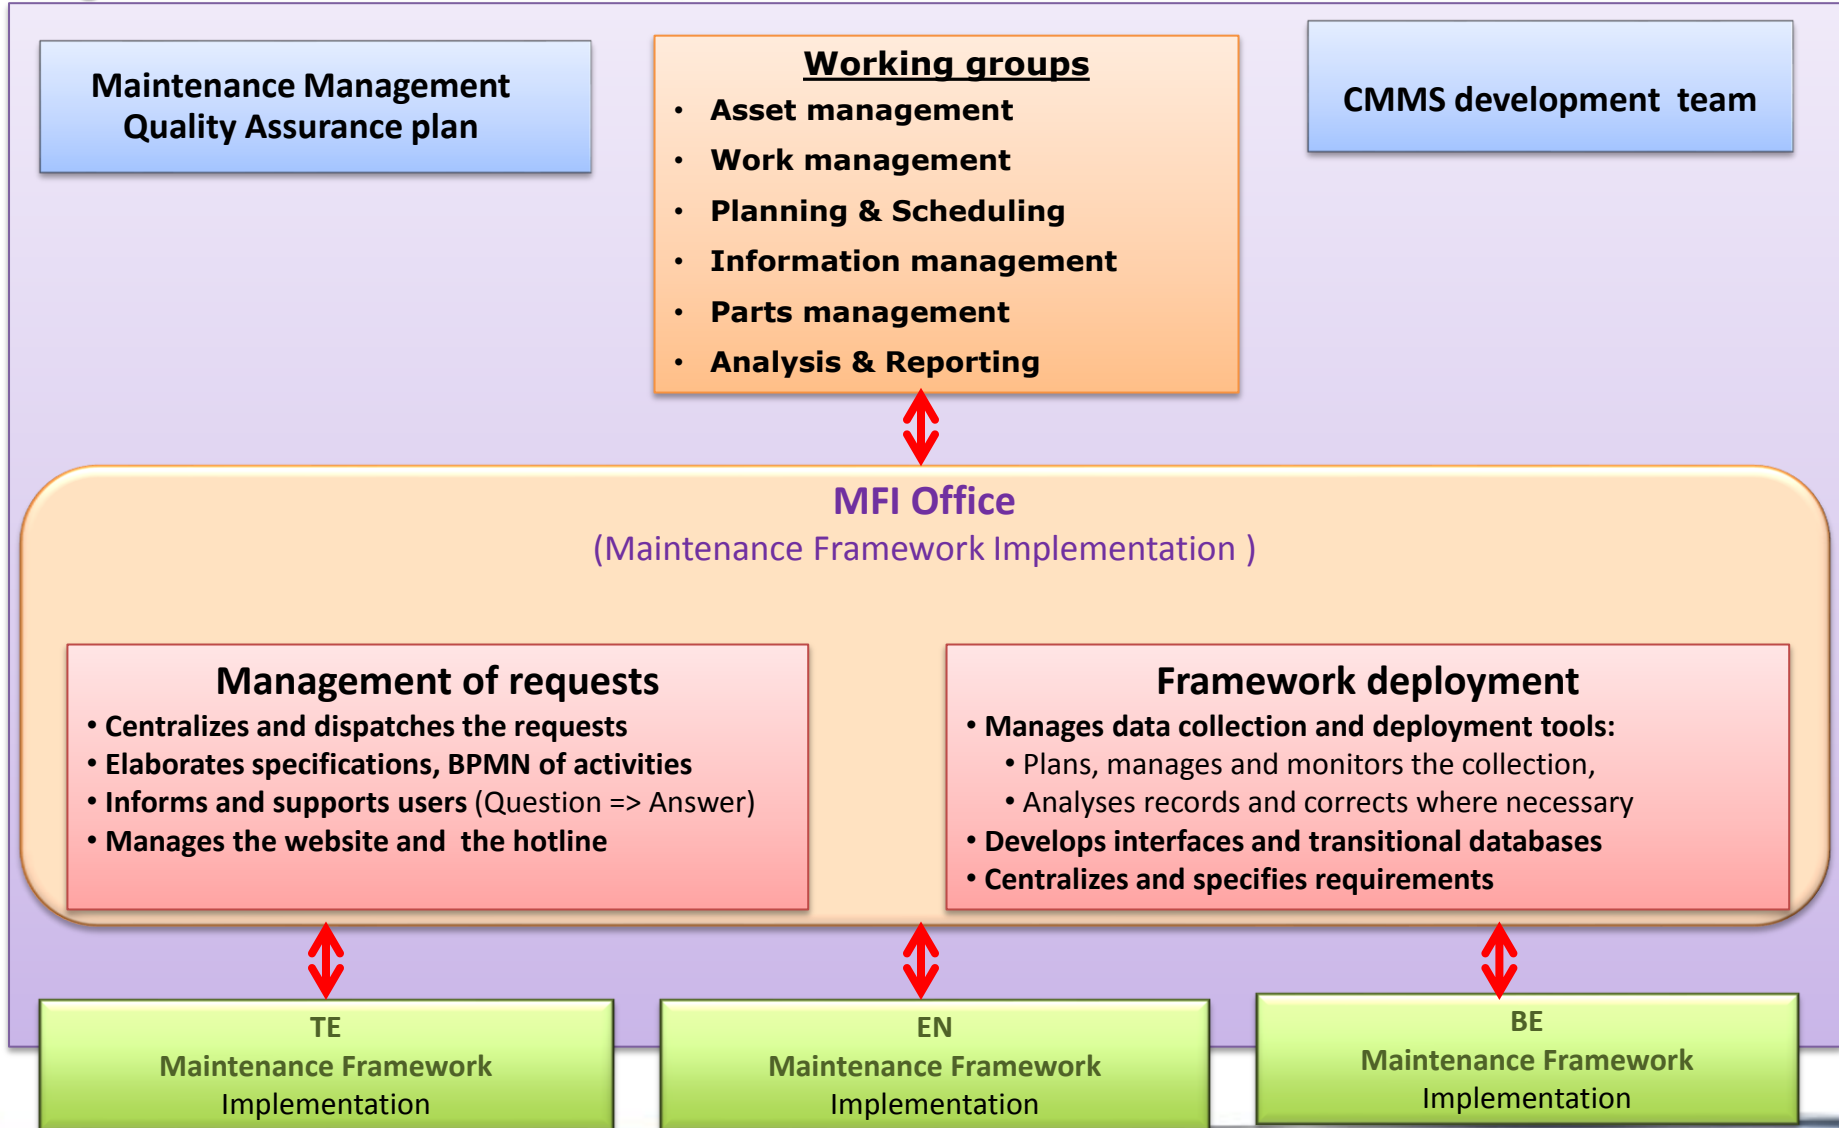 Maintenance Management
Quality Assurance plan
Working groups
• Asset management
• Work management
• Planning & Scheduling
• Information management
• Parts management
• Analysis & Reporting
CMMS development team
MFI Office
(Maintenance Framework Implementation )
Management of requests
• Centralizes and dispatches the requests
• Elaborates specifications, BPMN of activities
• Informs and supports users (Question => Answer)
• Manages the website and the hotline
Framework deployment
• Manages data collection and deployment tools:
• Plans, manages and monitors the collection,
• Analyses records and corrects where necessary
• Develops interfaces and transitional databases
• Centralizes and specifies requirements
TE
Maintenance Framework
Implementation
EN
Maintenance Framework
Implementation
BE
Maintenance Framework
Implementation